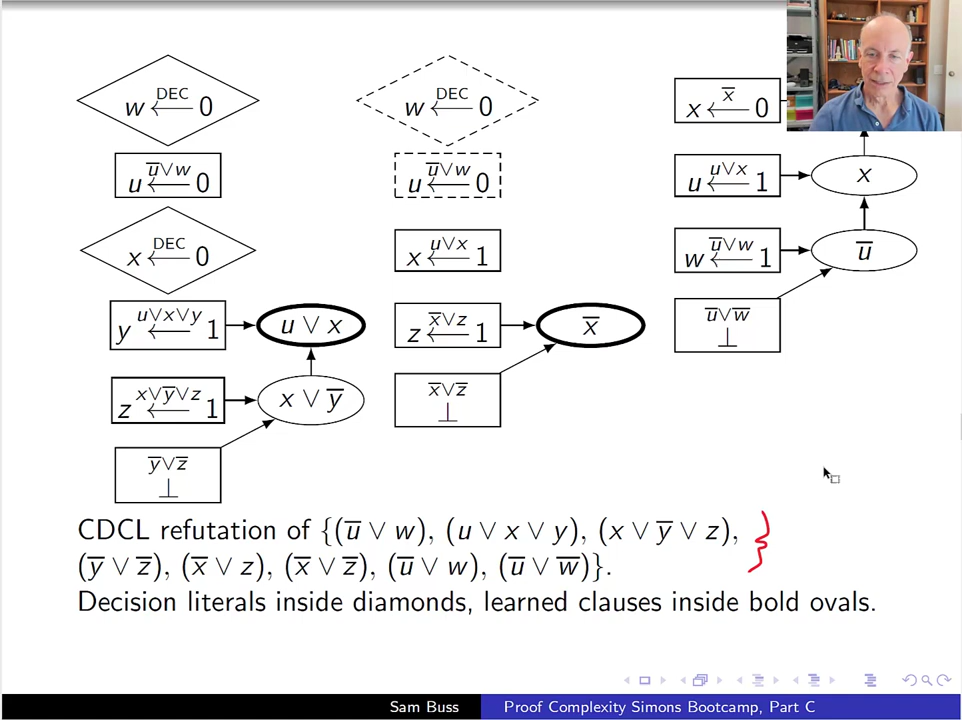 w ←DEC 0
u ←u̅∨w 0
x ←DEC 0
y ←u∨x∨y 1
u ∨ x
z ←x∨y̅∨z 1
x ∨ y̅
y̅∨z̅
⊥
w ←DEC 0
u ←u̅∨w 0
x ←u∨x 1
z ←x̅∨z 1
x̅
x̅∨z̅
⊥
x ←x̅ 0
u ←u∨x 1
x
w ←u̅∨w 1
u̅
u̅∨w̅
⊥
CDCL refutation of {(u̅ ∨ w), (u ∨ x ∨ y), (x ∨ y̅ ∨ z),
(y̅ ∨ z̅), (x̅ ∨ z), (x̅ ∨ z̅), (u̅ ∨ w), (u̅ ∨ w̅)}.
Decision literals inside diamonds, learned clauses inside bold ovals.
Sam Buss
Proof Complexity Simons Bootcamp, Part C